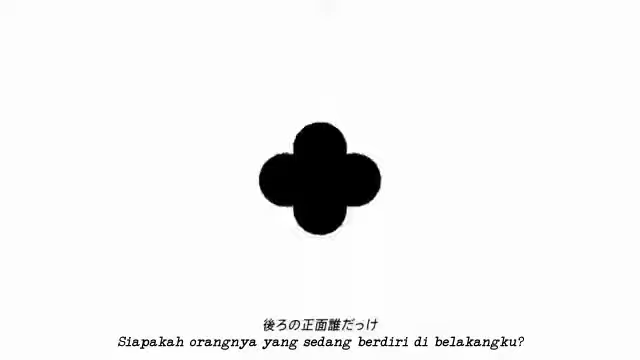 後ろの正面誰だっけ
Siapakah orangnya yang sedang berdiri di belakangku?